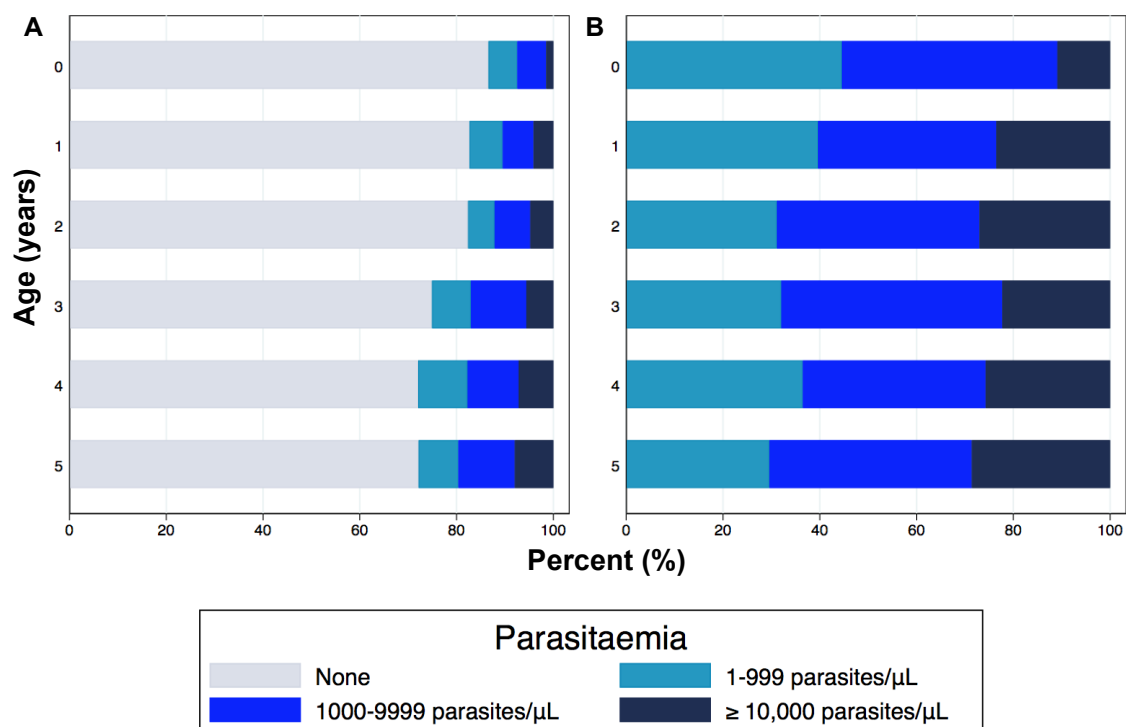 A
B
Age (years)
0
1
2
3
4
5
0 20 40 60 80 100
0
1
2
3
4
5
0 20 40 60 80 100
Percent (%)
Parasitaemia
None
1-999 parasites/µL
1000-9999 parasites/µL
≥ 10,000 parasites/µL